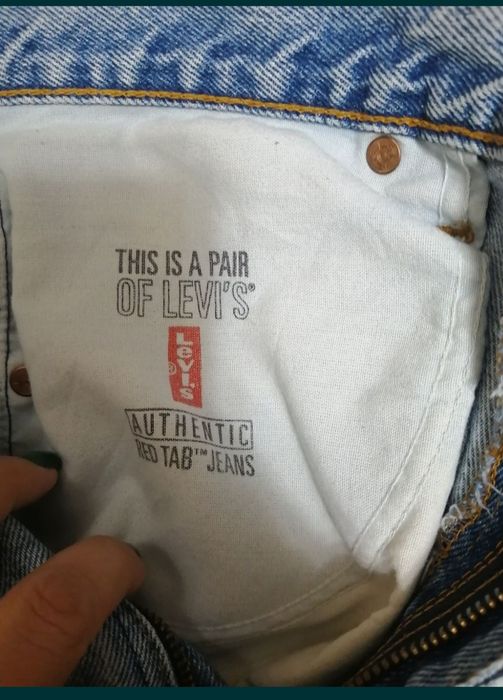 THIS IS A PAIR
OF LEVI'S®
Levi's
®
AUTHENTIC
RED TAB™ JEANS